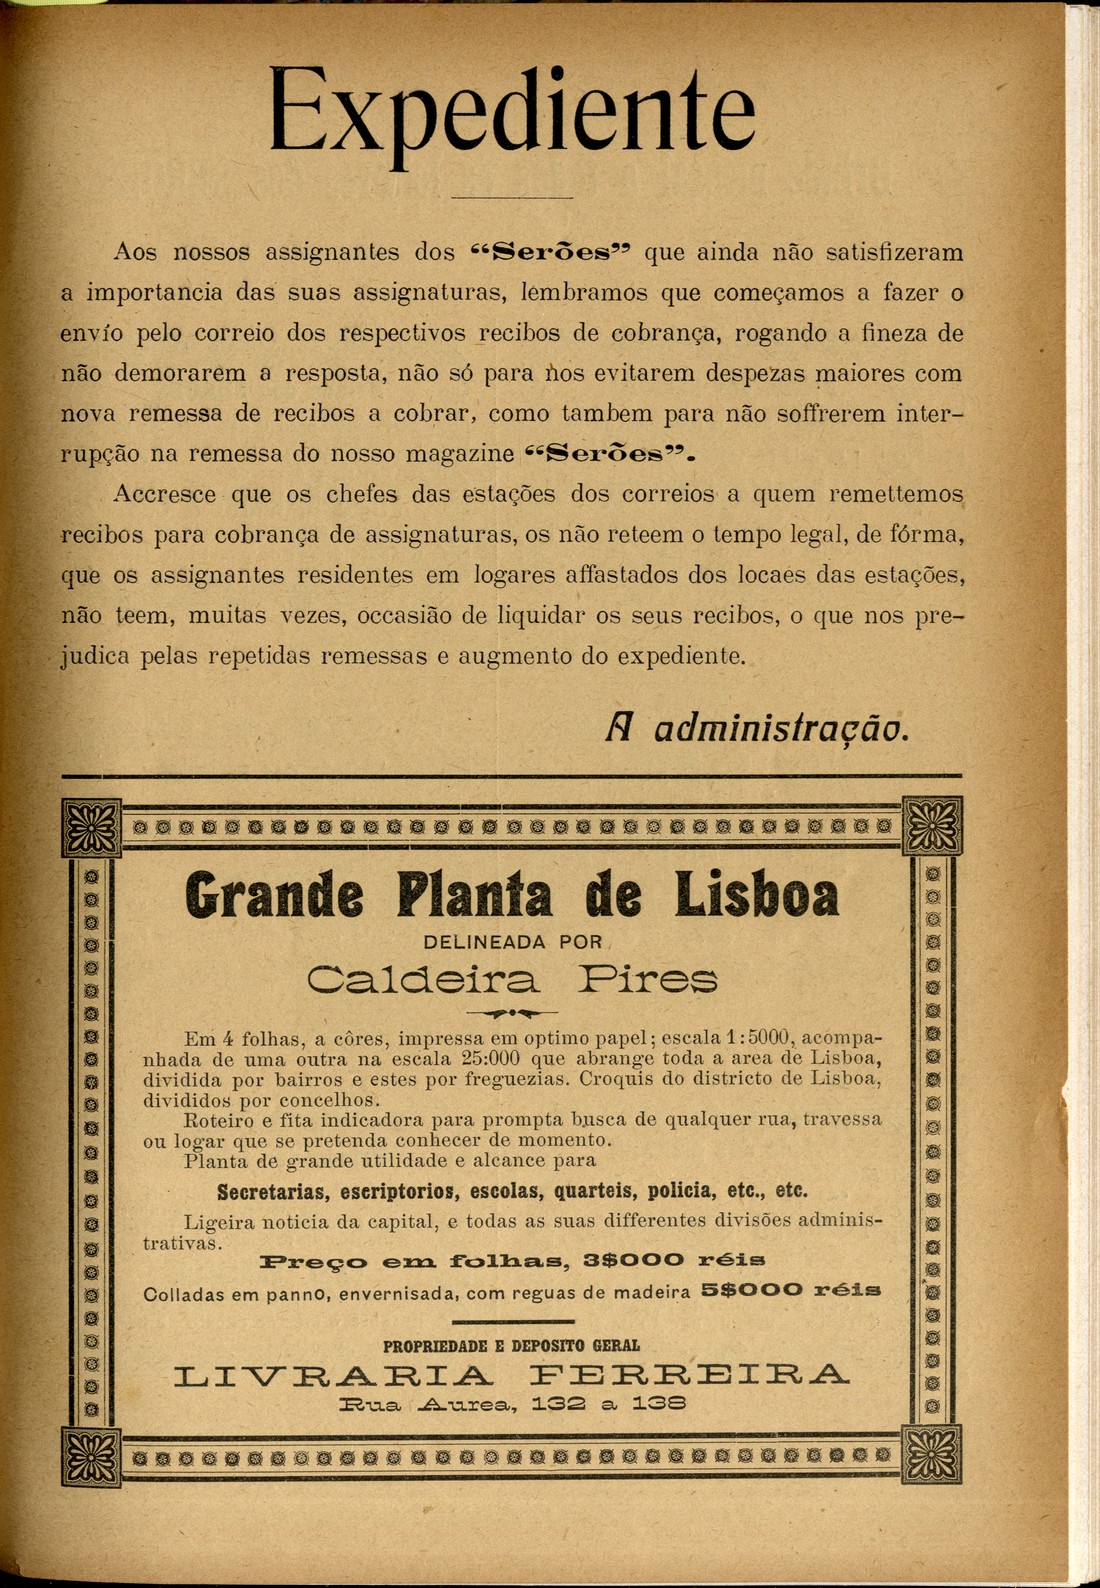 Expediente
Aos nossos assignantes dos “Serões” que ainda não satisfizeram
a importancia das suas assignaturas, lembramos que começamos a fazer o
envío pelo correio dos respectivos recibos de cobrança, rogando a fineza de
não demorarem a resposta, não só para nos evitarem despezas maiores com
nova remessa de recibos a cobrar, como tambem para não soffrerem inter-
rupção na remessa do nosso magazine “Serões”.
Accresce que os chefes das estações dos correios a quem remettemos
recibos para cobrança de assignaturas, os não reteem o tempo legal, de fórma,
que os assignantes residentes em logares affastados dos locaes das estações,
não teem, muitas vezes, occasião de liquidar os seus recibos, o que nos pre-
judica pelas repetidas remessas e augmento do expediente.
A administração.
Grande Planta de Lisboa
DELINEADA POR
Caldeira Pires
Em 4 folhas, a côres, impressa em optimo papel; escala 1:5000, acompa-
nhada de uma outra na escala 25:000 que abrange toda a area de Lisboa,
dividida por bairros e estes por freguezias. Croquis do districto de Lisboa,
divididos por concelhos.
Roteiro e fita indicadora para prompta busca de qualquer rua, travessa
ou logar que se pretenda conhecer de momento.
Planta de grande utilidade e alcance para
Secretarias, escriptorios, escolas, quarteis, policia, etc., etc.
Ligeira noticia da capital, e todas as suas differentes divisões adminis-
trativas.
Preço em folhas, 3$000 réis
Colladas em panno, envernisada, com reguas de madeira 5$000 réis
PROPRIEDADE E DEPOSITO GERAL
LIVRARIA FERREIRA
Rua Aurea, 132 a 138